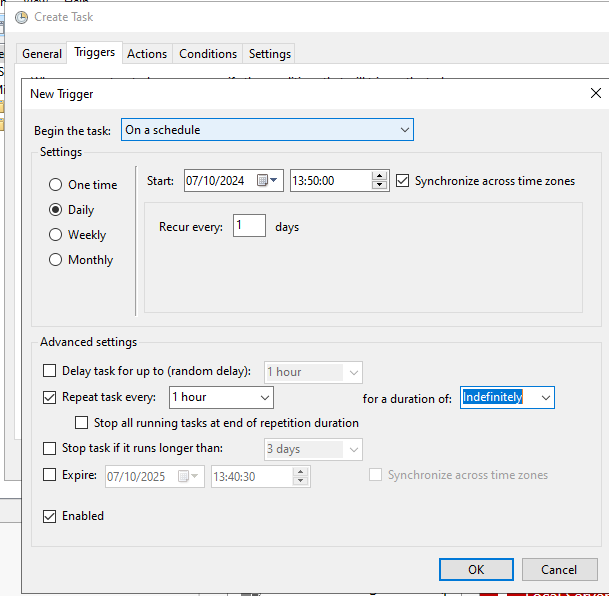 Create Task
General Triggers Actions Conditions Settings
New Trigger
Begin the task: On a schedule
Settings
One time
Start: 07/10/2024 13:50:00 Synchronize across time zones
Daily
Recur every: 1 days
Weekly
Monthly
Advanced settings
Delay task for up to (random delay): 1 hour
Repeat task every: 1 hour for a duration of: Indefinitely
Stop all running tasks at end of repetition duration
Stop task if it runs longer than: 3 days
Expire: 07/10/2025 13:40:30 Synchronize across time zones
Enabled
OK Cancel